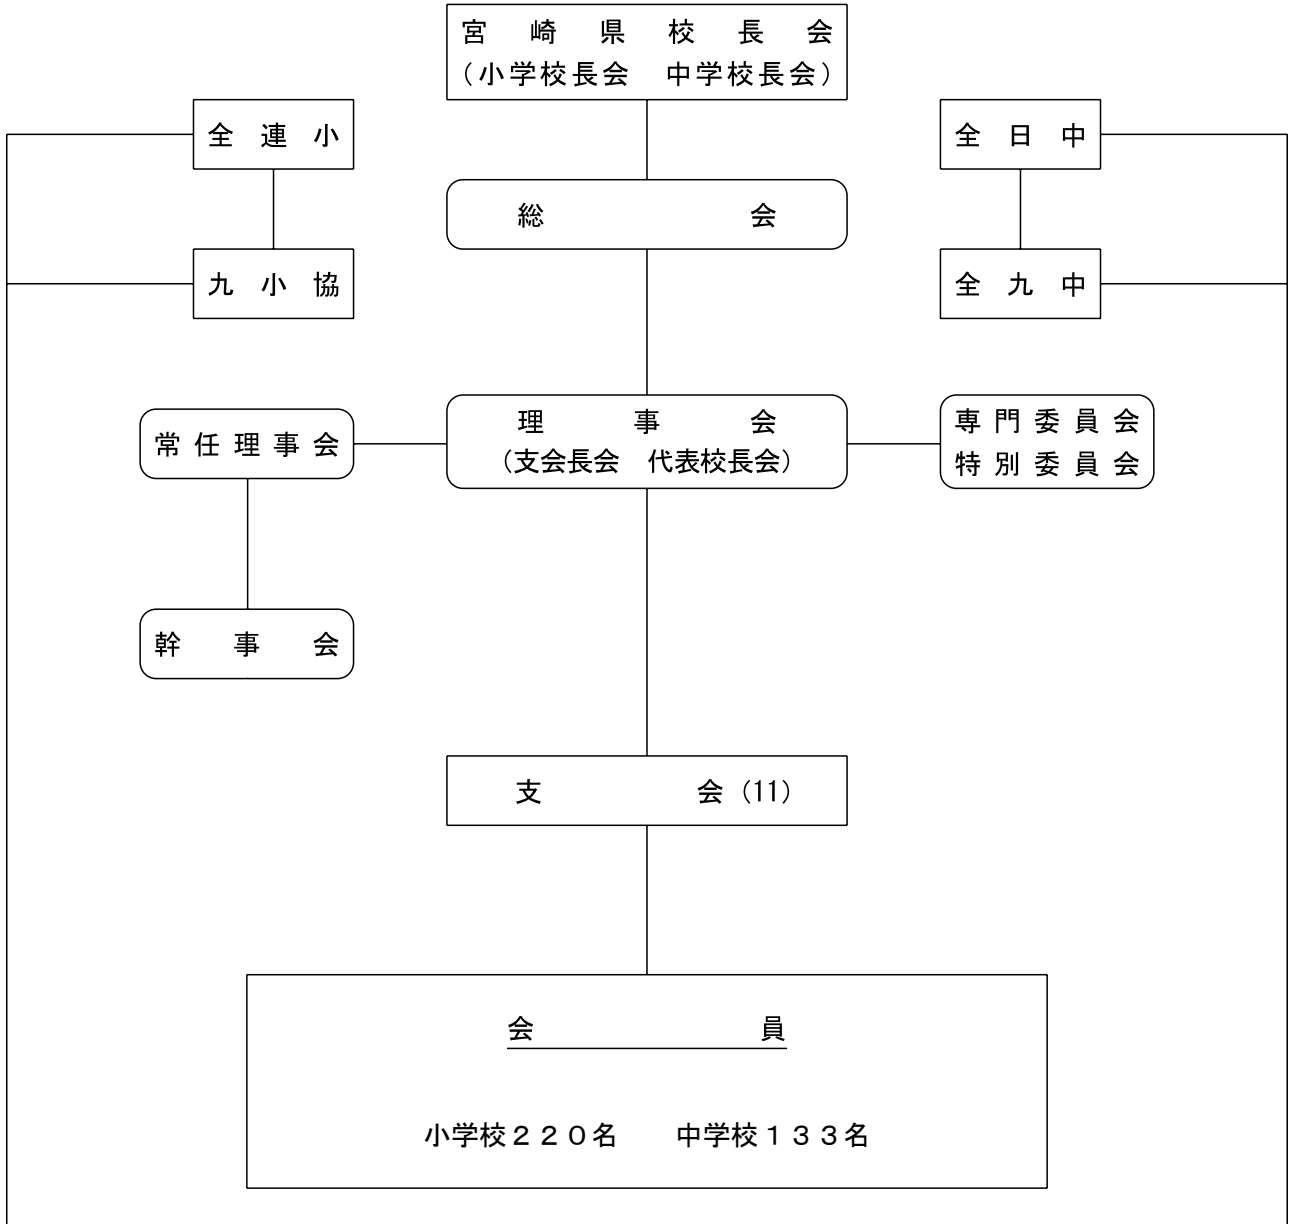 宮崎県校長会
（小学校長会　中学校長会）
全連小
全日中
総会
九小協
全九中
常任理事会
理事会
（支会長会　代表校長会）
専門委員会
特別委員会
幹事会
支会（11）
会員
小学校２２０名　　中学校１３３名